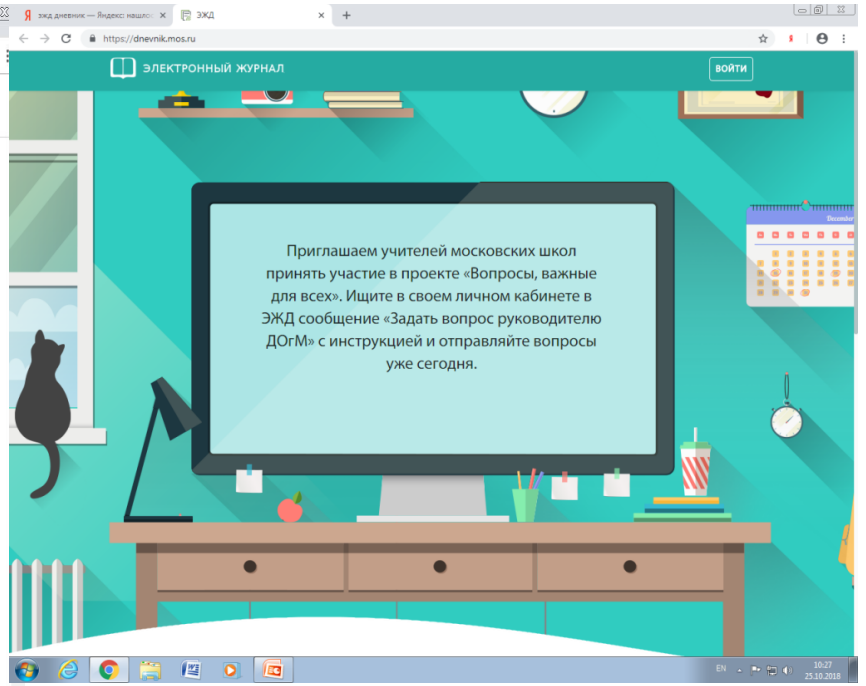 эжд дневник — Яндекс: нашло
ЭЖД
https://dnevnik.mos.ru
ЭЛЕКТРОННЫЙ ЖУРНАЛ
ВОЙТИ
December
Приглашаем учителей московских школ
принять участие в проекте «Вопросы, важные
для всех». Ищите в своем личном кабинете в
ЭЖД сообщение «Задать вопрос руководителю
ДОгМ» с инструкцией и отправляйте вопросы
уже сегодня.
EN
10:27
25.10.2018